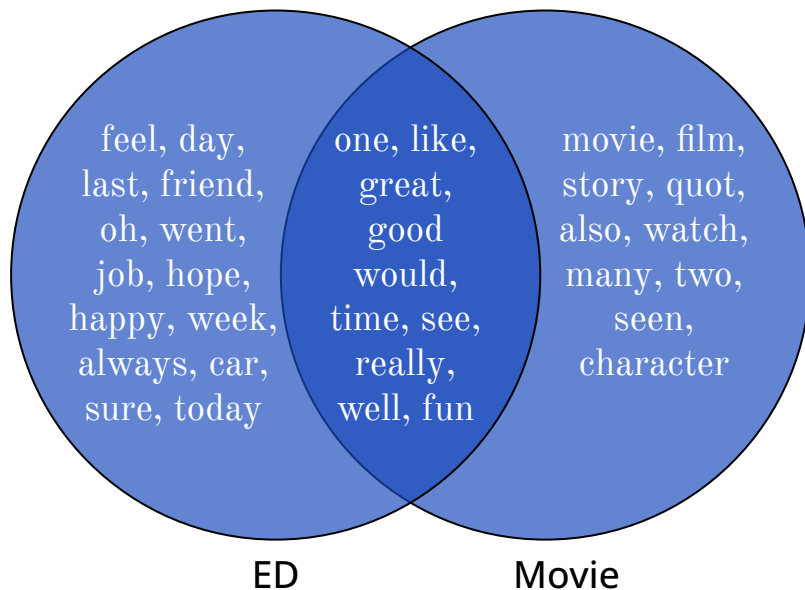 feel, day,
last, friend,
oh, went,
job, hope,
happy, week,
always, car,
sure, today
one, like,
great,
good
would,
time, see,
really,
well, fun
movie, film,
story, quot,
also, watch,
many, two,
seen,
character
ED
Movie